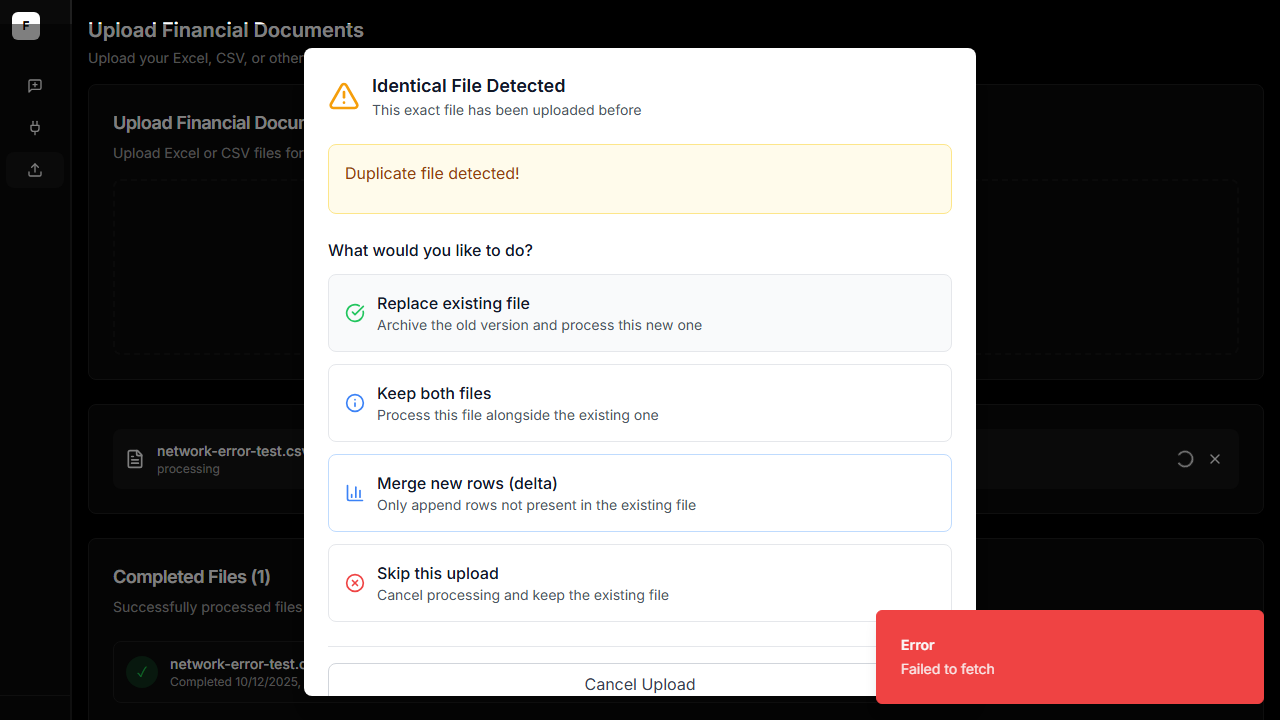 F
Upload Financial Documents
Upload your Excel, CSV, or other
Upload Financial Docum
Upload Excel or CSV files for
network-error-test.csv
processing
Completed Files (1)
Successfully processed files
network-error-test.c
Completed 10/12/2025,
Identical File Detected
This exact file has been uploaded before
Duplicate file detected!
What would you like to do?
Replace existing file
Archive the old version and process this new one
Keep both files
Process this file alongside the existing one
Merge new rows (delta)
Only append rows not present in the existing file
Skip this upload
Cancel processing and keep the existing file
Cancel Upload
Error
Failed to fetch